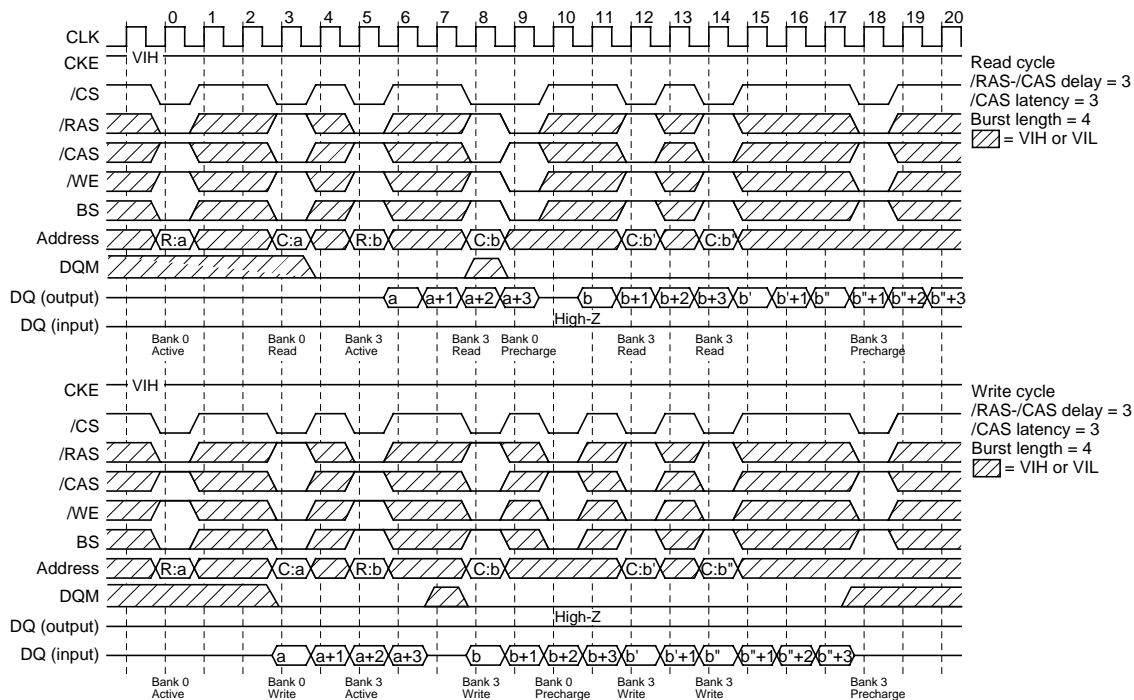 0 1 2 3 4 5 6 7 8 9 10 11 12 13 14 15 16 17 18 19 20
CLK
CKE VIH
/CS
/RAS
/CAS
/WE
BS
Address R:a C:a R:b C:b C:b' C:b'
DQM
DQ (output) a a+1 a+2 a+3 b b+1 b+2 b+3 b' b'+1 b" b"+1 b"+2 b"+3
DQ (input) High-Z
Bank 0 Active
Bank 0 Read
Bank 3 Active
Bank 3 Read
Bank 0 Precharge
Bank 3 Read
Bank 3 Read
Bank 3 Precharge
Read cycle
/RAS-/CAS delay = 3
/CAS latency = 3
Burst length = 4
= VIH or VIL
CKE VIH
/CS
/RAS
/CAS
/WE
BS
Address R:a C:a R:b C:b C:b' C:b"
DQM
DQ (output) High-Z
DQ (input) a a+1 a+2 a+3 b b+1 b+2 b+3 b' b'+1 b" b"+1 b"+2 b"+3
Bank 0 Active
Bank 0 Write
Bank 3 Active
Bank 3 Write
Bank 0 Precharge
Bank 3 Write
Bank 3 Write
Bank 3 Precharge
Write cycle
/RAS-/CAS delay = 3
/CAS latency = 3
Burst length = 4
= VIH or VIL